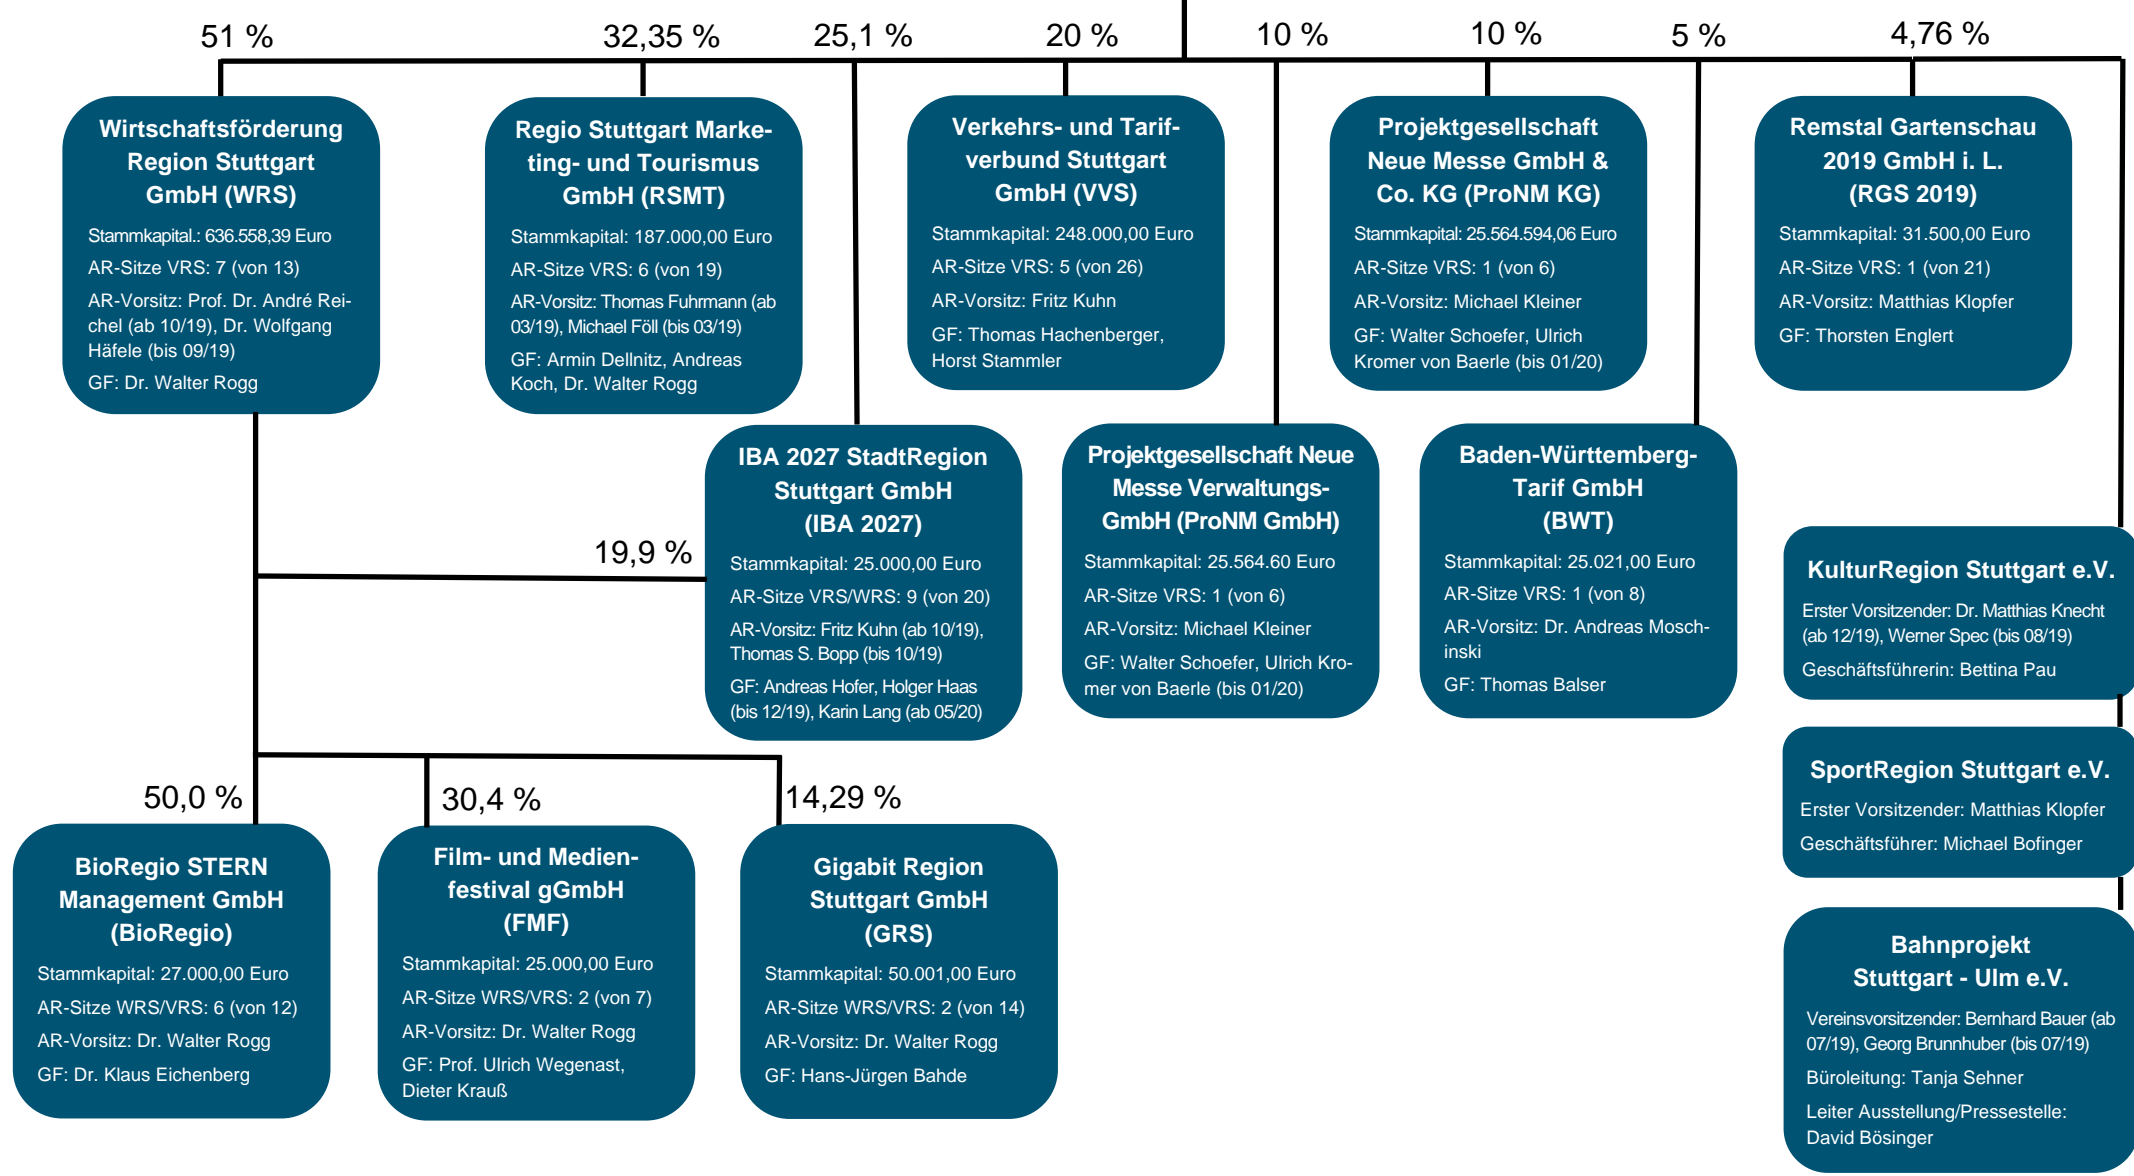 51 %
32,35 %
25,1 %
20 %
10 %
10 %
5 %
4,76 %
Wirtschaftsförderung
Region Stuttgart
GmbH (WRS)
Stammkapital.: 636.558,39 Euro
AR-Sitze VRS: 7 (von 13)
AR-Vorsitz: Prof. Dr. André Rei-
chel (ab 10/19), Dr. Wolfgang
Häfele (bis 09/19)
GF: Dr. Walter Rogg
Regio Stuttgart Marke-
ting- und Tourismus
GmbH (RSMT)
Stammkapital: 187.000,00 Euro
AR-Sitze VRS: 6 (von 19)
AR-Vorsitz: Thomas Fuhrmann (ab
03/19), Michael Föll (bis 03/19)
GF: Armin Dellnitz, Andreas
Koch, Dr. Walter Rogg
Verkehrs- und Tarif-
verbund Stuttgart
GmbH (VVS)
Stammkapital: 248.000,00 Euro
AR-Sitze VRS: 5 (von 26)
AR-Vorsitz: Fritz Kuhn
GF: Thomas Hachenberger,
Horst Stammler
Projektgesellschaft
Neue Messe GmbH &
Co. KG (ProNM KG)
Stammkapital: 25.564.594,06 Euro
AR-Sitze VRS: 1 (von 6)
AR-Vorsitz: Michael Kleiner
GF: Walter Schoefer, Ulrich
Kromer von Baerle (bis 01/20)
Remstal Gartenschau
2019 GmbH i. L.
(RGS 2019)
Stammkapital: 31.500,00 Euro
AR-Sitze VRS: 1 (von 21)
AR-Vorsitz: Matthias Klopfer
GF: Thorsten Englert
19,9 %
IBA 2027 StadtRegion
Stuttgart GmbH
(IBA 2027)
Stammkapital: 25.000,00 Euro
AR-Sitze VRS/WRS: 9 (von 20)
AR-Vorsitz: Fritz Kuhn (ab 10/19),
Thomas S. Bopp (bis 10/19)
GF: Andreas Hofer, Holger Haas
(bis 12/19), Karin Lang (ab 05/20)
Projektgesellschaft Neue
Messe Verwaltungs-
GmbH (ProNM GmbH)
Stammkapital: 25.564.60 Euro
AR-Sitze VRS: 1 (von 6)
AR-Vorsitz: Michael Kleiner
GF: Walter Schoefer, Ulrich Kro-
mer von Baerle (bis 01/20)
Baden-Württemberg-
Tarif GmbH
(BWT)
Stammkapital: 25.021,00 Euro
AR-Sitze VRS: 1 (von 8)
AR-Vorsitz: Dr. Andreas Mosch-
inski
GF: Thomas Balser
KulturRegion Stuttgart e.V.
Erster Vorsitzender: Dr. Matthias Knecht
(ab 12/19), Werner Spec (bis 08/19)
Geschäftsführerin: Bettina Pau
SportRegion Stuttgart e.V.
Erster Vorsitzender: Matthias Klopfer
Geschäftsführer: Michael Bofinger
Bahnprojekt
Stuttgart - Ulm e.V.
Vereinsvorsitzender: Bernhard Bauer (ab
07/19), Georg Brunnhuber (bis 07/19)
Büroleitung: Tanja Sehner
Leiter Ausstellung/Pressestelle:
David Bösinger
50,0 %
30,4 %
14,29 %
BioRegio STERN
Management GmbH
(BioRegio)
Stammkapital: 27.000,00 Euro
AR-Sitze WRS/VRS: 6 (von 12)
AR-Vorsitz: Dr. Walter Rogg
GF: Dr. Klaus Eichenberg
Film- und Medien-
festival gGmbH
(FMF)
Stammkapital: 25.000,00 Euro
AR-Sitze WRS/VRS: 2 (von 7)
AR-Vorsitz: Dr. Walter Rogg
GF: Prof. Ulrich Wegenast,
Dieter Krauß
Gigabit Region
Stuttgart GmbH
(GRS)
Stammkapital: 50.001,00 Euro
AR-Sitze WRS/VRS: 2 (von 14)
AR-Vorsitz: Dr. Walter Rogg
GF: Hans-Jürgen Bahde